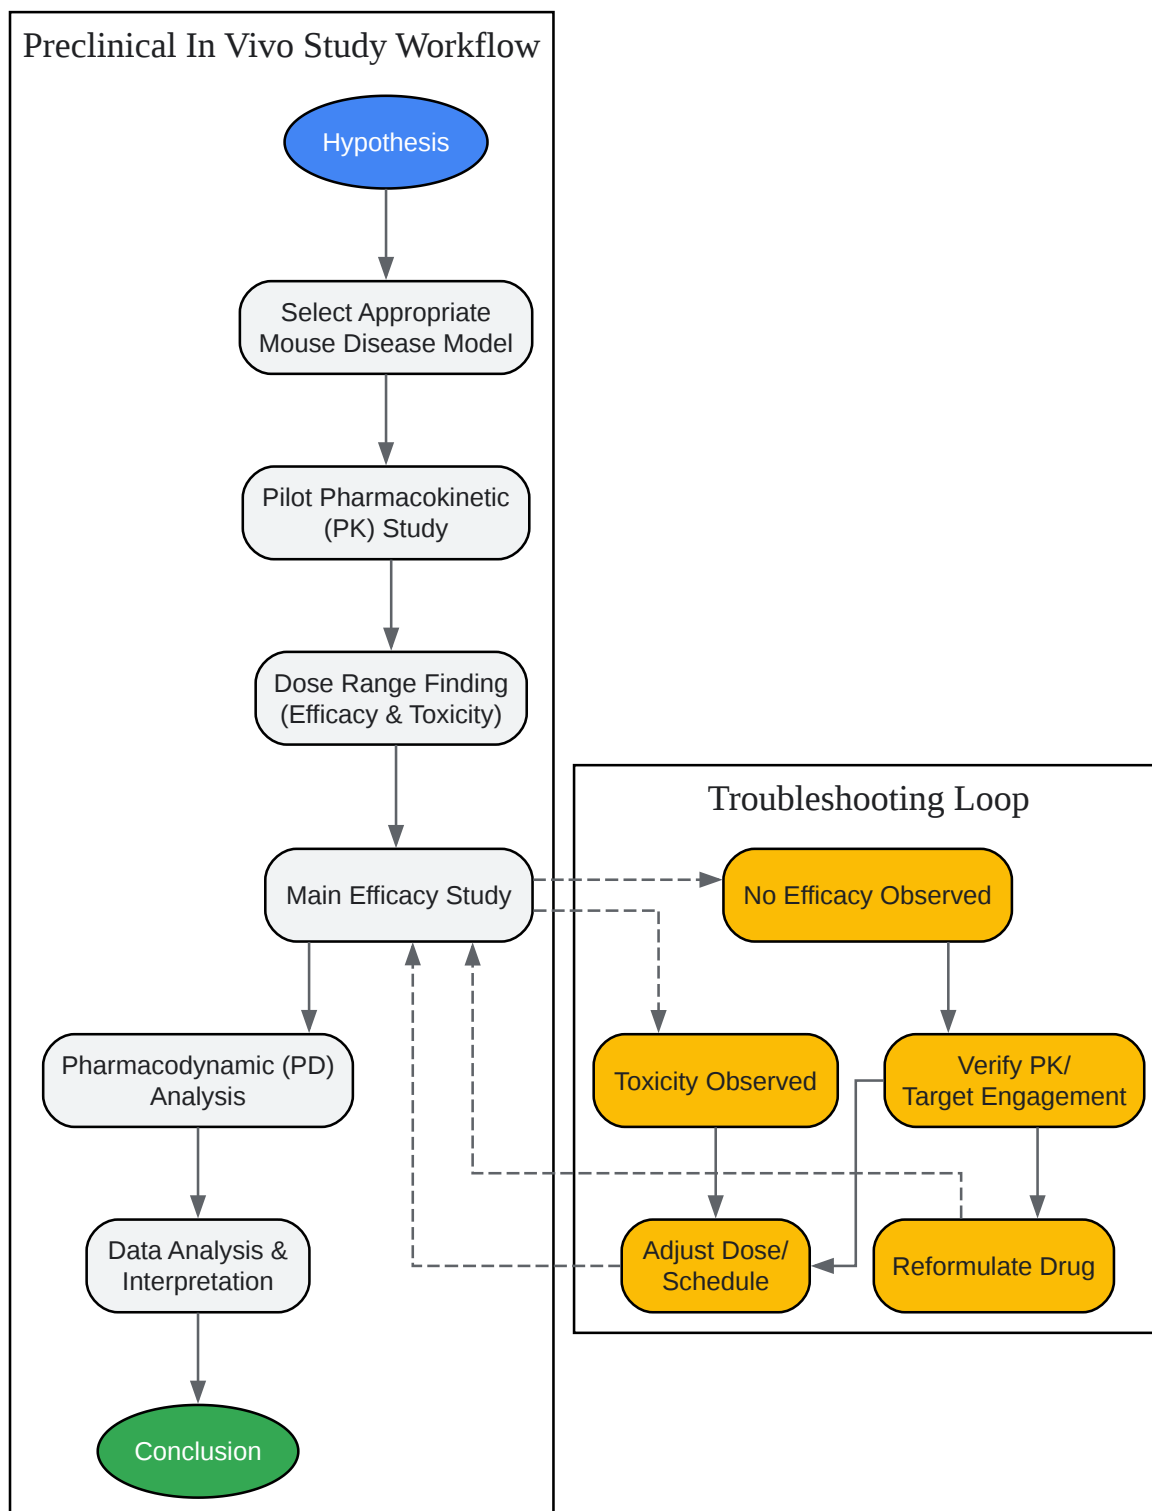 Preclinical In Vivo Study Workflow
Hypothesis
Select Appropriate
Mouse Disease Model
Pilot Pharmacokinetic
(PK) Study
Dose Range Finding
(Efficacy & Toxicity)
Main Efficacy Study
Pharmacodynamic (PD)
Analysis
Data Analysis &
Interpretation
Conclusion
Troubleshooting Loop
No Efficacy Observed
Toxicity Observed
Verify PK/
Target Engagement
Adjust Dose/
Schedule
Reformulate Drug